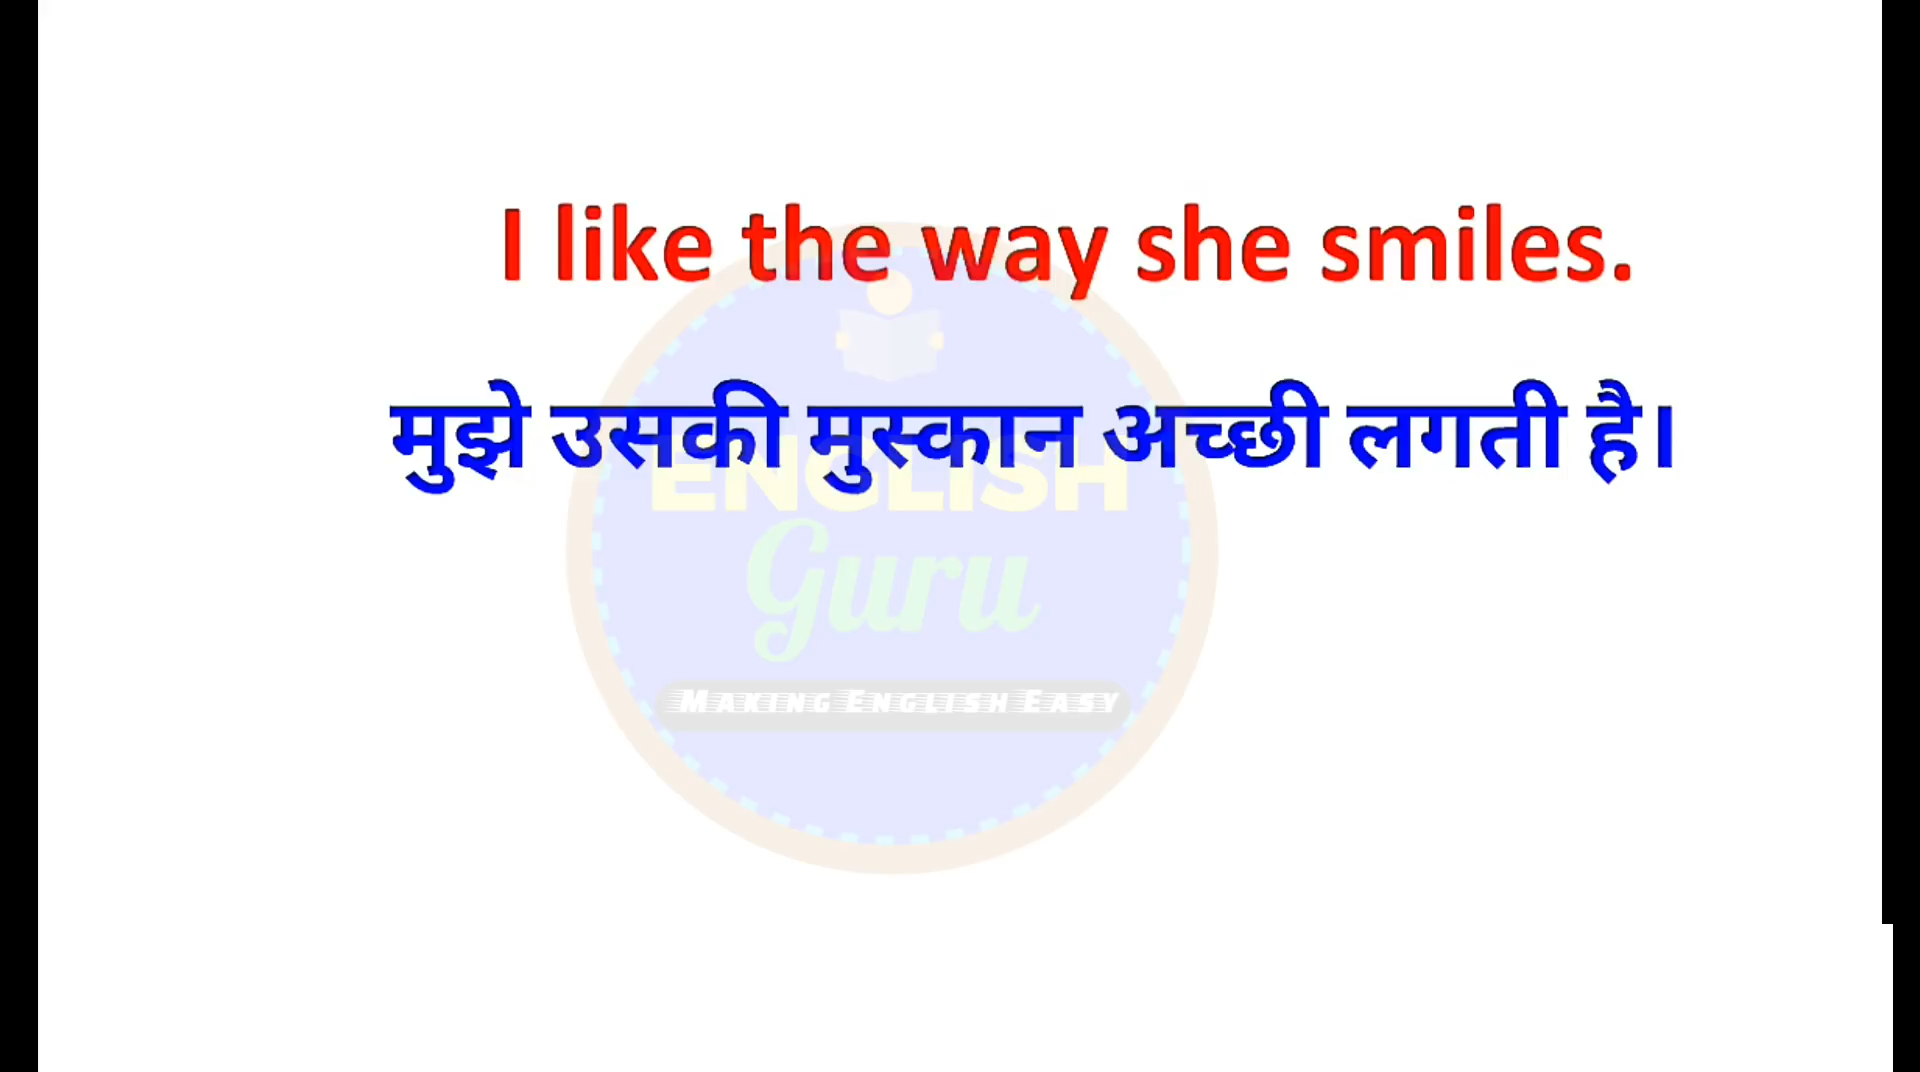 I like the way she smiles.
मुझे उसकी मुस्कान अच्छी लगती है।
ENGLISH
Guru
MAKING ENGLISH EASY